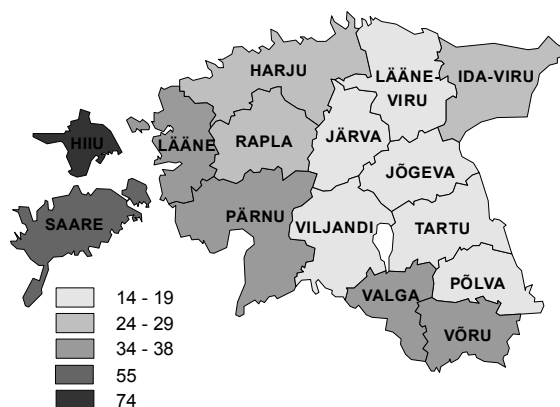 HARJU
LÄÄNE-
VIRU
IDA-VIRU
HIIU
LÄÄNE
RAPLA
JÄRVA
JÕGEVA
SAARE
PÄRNU
VILJANDI
TARTU
VALGA
PÕLVA
VÕRU
14 - 19
24 - 29
34 - 38
55
74